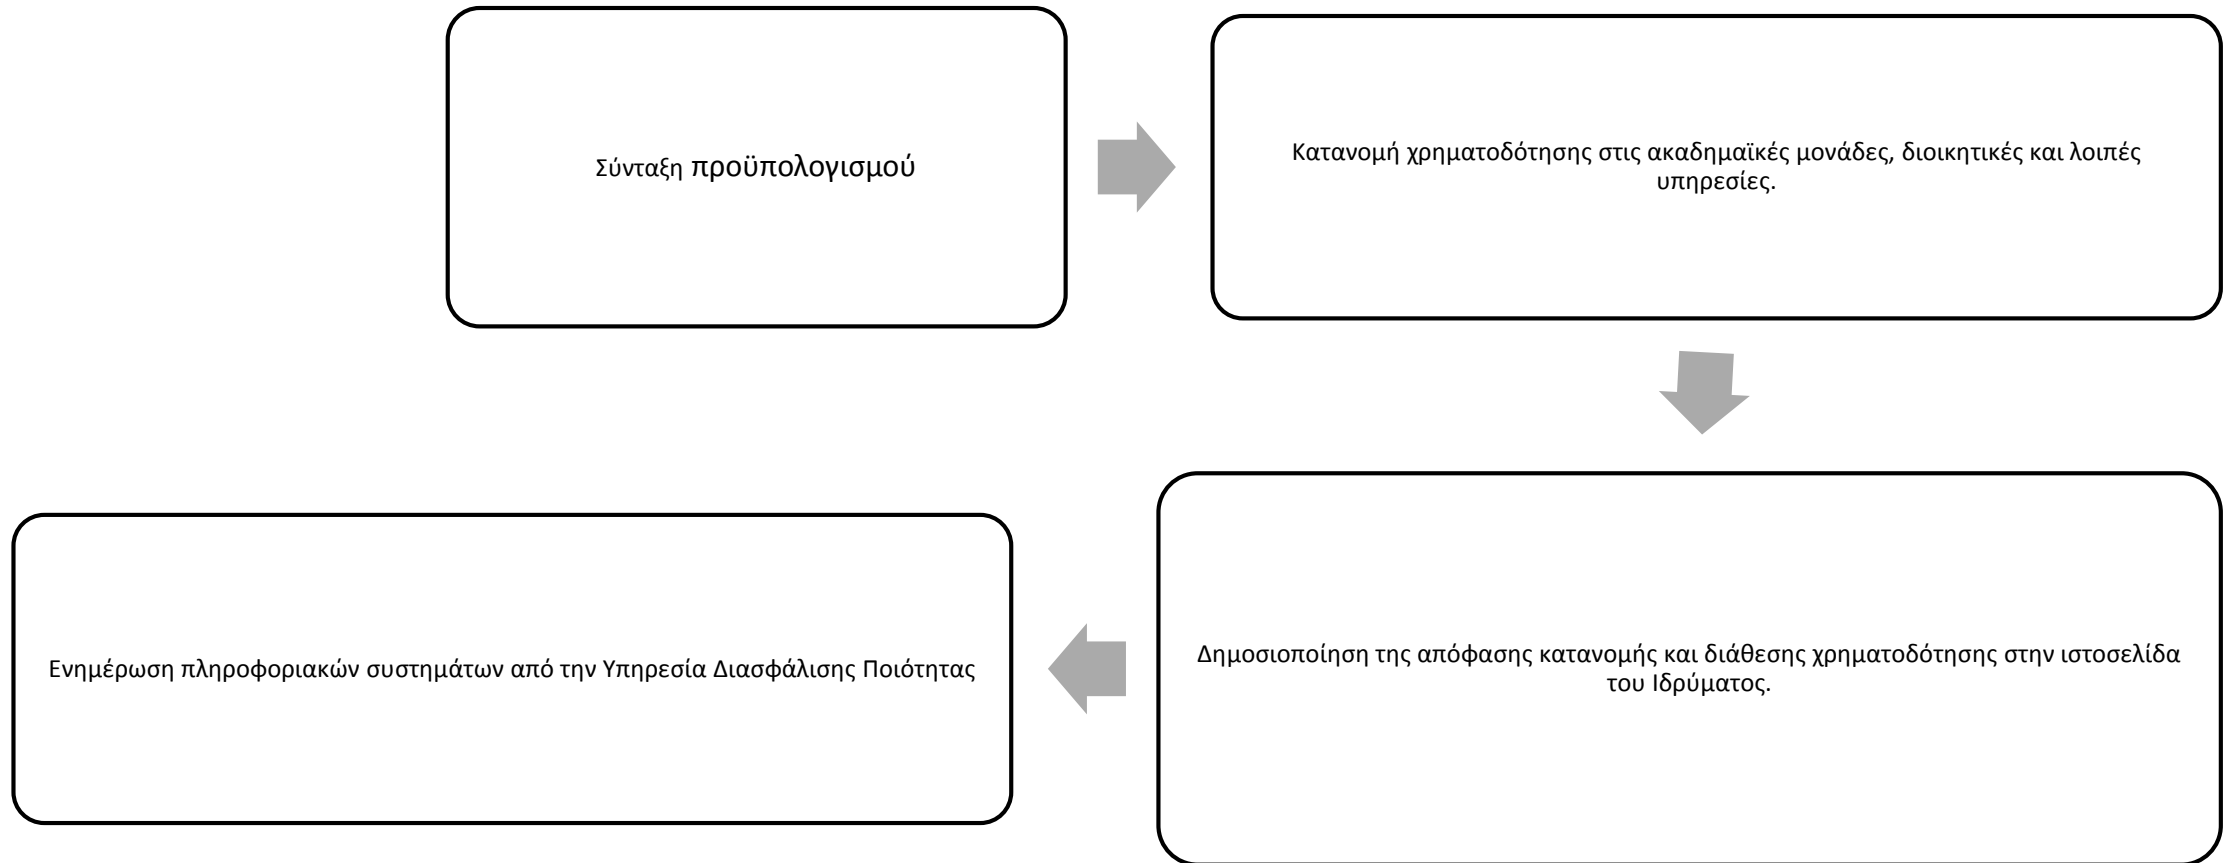 Σύνταξη προϋπολογισμού
Κατανομή χρηματοδότησης στις ακαδημαϊκές μονάδες, διοικητικές και λοιπές
υπηρεσίες.
Δημοσιοποίηση της απόφασης κατανομής και διάθεσης χρηματοδότησης στην ιστοσελίδα
του Ιδρύματος.
Ενημέρωση πληροφοριακών συστημάτων από την Υπηρεσία Διασφάλισης Ποιότητας